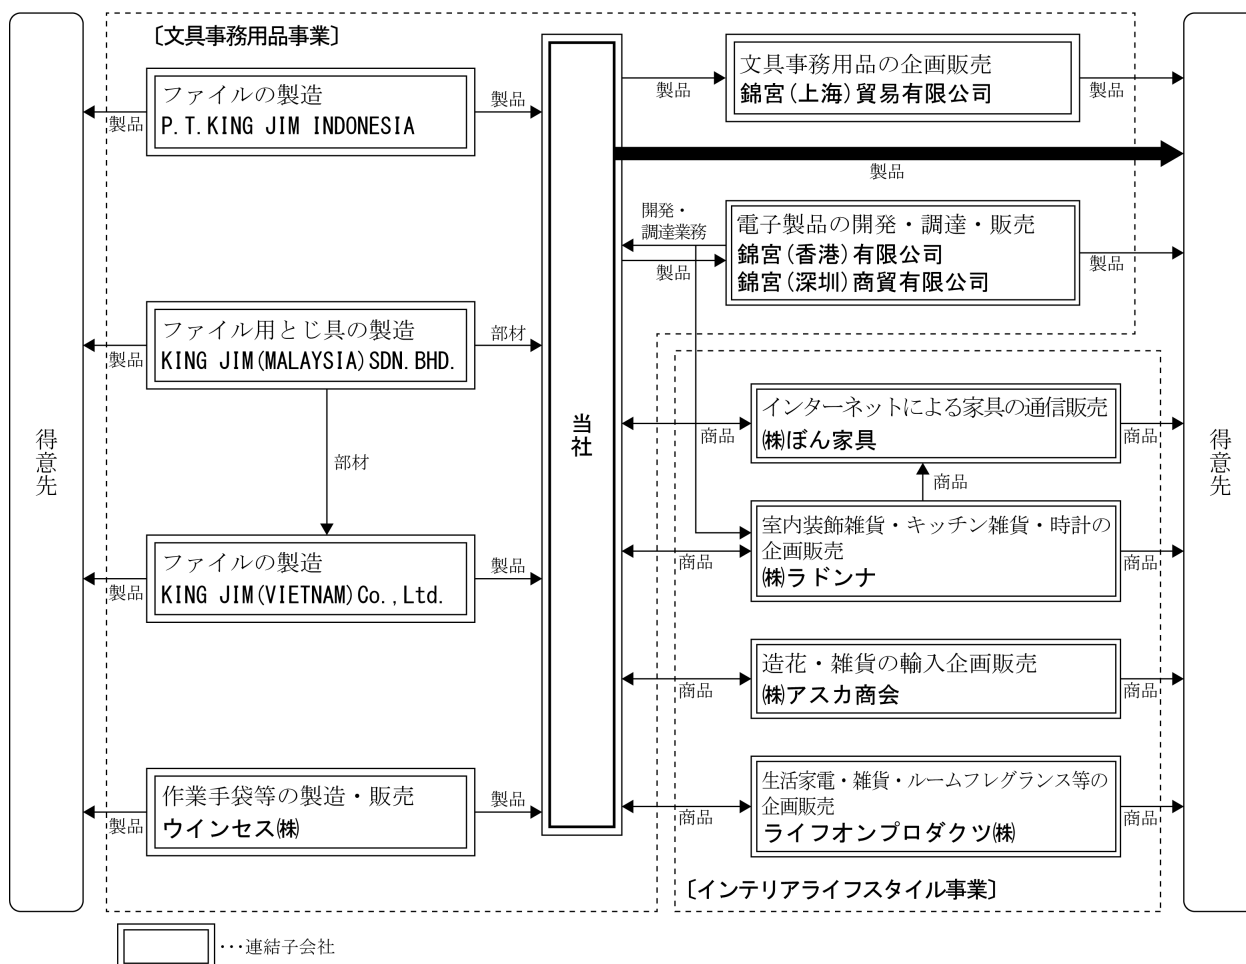 〔文具事務用品事業〕
ファイルの製造
P.T.KING JIM INDONESIA
製品
製品
ファイル用とじ具の製造
KING JIM(MALAYSIA)SDN.BHD.
製品
部材
部材
ファイルの製造
KING JIM(VIETNAM)Co.,Ltd.
製品
製品
作業手袋等の製造・販売
ウインセス㈱
製品
製品
得意先
当社
文具事務用品の企画販売
錦宮(上海)貿易有限公司
製品
製品
製品
開発・
調達業務
製品
電子製品の開発・調達・販売
錦宮(香港)有限公司
錦宮(深圳)商貿有限公司
製品
インターネットによる家具の通信販売
㈱ぼん家具
商品
商品
商品
室内装飾雑貨・キッチン雑貨・時計の
企画販売
㈱ラドンナ
商品
商品
造花・雑貨の輸入企画販売
㈱アスカ商会
商品
商品
生活家電・雑貨・ルームフレグランス等の
企画販売
ライフオンプロダクツ㈱
商品
商品
〔インテリアライフスタイル事業〕
得意先
…連結子会社